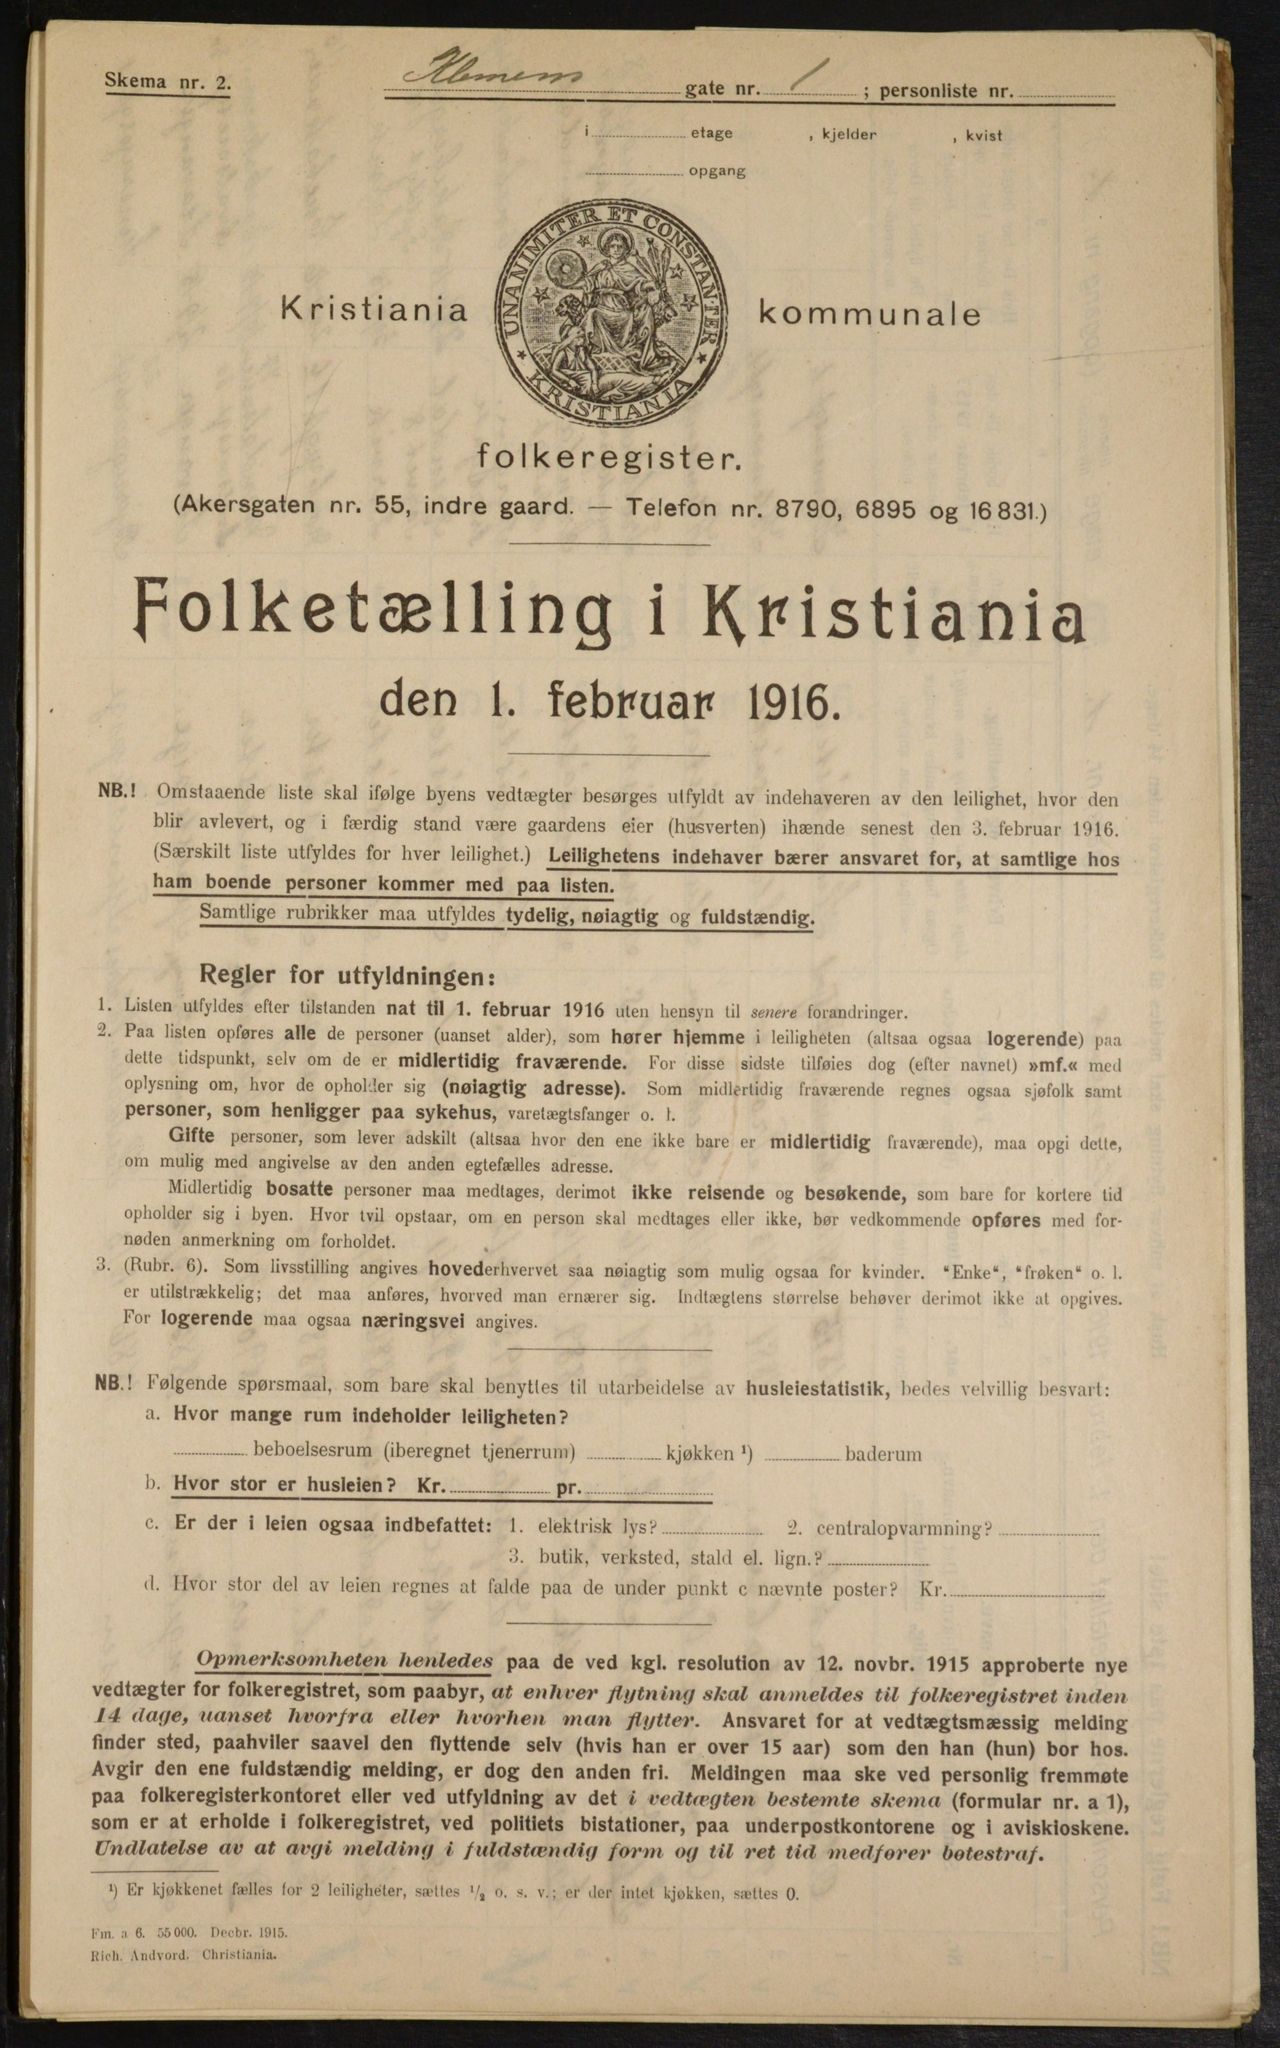 Skema nr. 2.
Klemens gate nr. 1 ; personliste nr.
i etage , kjelder , kvist
opgang
UNANIMITER ET CONSTANTER
KRISTIANIA
Kristiania kommunale
folkeregister.
(Akersgaten nr. 55, indre gaard. — Telefon nr. 8790, 6895 og 16 831.)
Folketælling i Kristiania
den 1. februar 1916.
NB.! Omstaaende liste skal ifølge byens vedtægter besørges utfyldt av indehaveren av den leilighet, hvor den
blir avlevert, og i færdig stand være gaardens eier (husverten) ihænde senest den 3. februar 1916.
(Særskilt liste utfyldes for hver leilighet.) Leilighetens indehaver bærer ansvaret for, at samtlige hos
ham boende personer kommer med paa listen.
Samtlige rubrikker maa utfyldes tydelig, nøiagtig og fuldstændig.
Regler for utfyldningen:
1. Listen utfyldes efter tilstanden nat til 1. februar 1916 uten hensyn til senere forandringer.
2. Paa listen opføres alle de personer (uanset alder), som hører hjemme i leiligheten (altsaa ogsaa logerende) paa
dette tidspunkt, selv om de er midlertidig fraværende. For disse sidste tilføies dog (efter navnet) »mf.« med
oplysning om, hvor de opholder sig (nøiagtig adresse). Som midlertidig fraværende regnes ogsaa sjøfolk samt
personer, som henligger paa sykehus, varetægtsfanger o. l.
Gifte personer, som lever adskilt (altsaa hvor den ene ikke bare er midlertidig fraværende), maa opgi dette,
om mulig med angivelse av den anden egtefælles adresse.
Midlertidig bosatte personer maa medtages, derimot ikke reisende og besøkende, som bare for kortere tid
opholder sig i byen. Hvor tvil opstaar, om en person skal medtages eller ikke, bør vedkommende opføres med for-
nøden anmerkning om forholdet.
3. (Rubr. 6). Som livsstilling angives hovederhvervet saa nøiagtig som mulig ogsaa for kvinder. "Enke", "frøken" o. l.
er utilstrækkelig; det maa anføres, hvorved man ernærer sig. Indtægtens størrelse behøver derimot ikke at opgives.
For logerende maa ogsaa næringsvei angives.
NB.! Følgende spørsmaal, som bare skal benyttes til utarbeidelse av husleiestatistik, bedes velvillig besvart:
a. Hvor mange rum indeholder leiligheten?
beboelsesrum (iberegnet tjenerrum) kjøkken ¹) baderum
b. Hvor stor er husleien? Kr. pr.
c. Er der i leien ogsaa indbefattet: 1. elektrisk lys? 2. centralopvarmning?
3. butik, verksted, stald el. lign.?
d. Hvor stor del av leien regnes at falde paa de under punkt c nævnte poster? Kr.
Opmerksomheten henledes paa de ved kgl. resolution av 12. novbr. 1915 approberte nye
vedtægter for folkeregistret, som paabyr, at enhver flytning skal anmeldes til folkeregistret inden
14 dage, uanset hvorfra eller hvorhen man flytter. Ansvaret for at vedtægtsmæssig melding
finder sted, paahviler saavel den flyttende selv (hvis han er over 15 aar) som den han (hun) bor hos.
Avgir den ene fuldstændig melding, er dog den anden fri. Meldingen maa ske ved personlig fremmøte
paa folkeregisterkontoret eller ved utfyldning av det i vedtægten bestemte skema (formular nr. a 1),
som er at erholde i folkeregistret, ved politiets bistationer, paa underpostkontorene og i aviskioskene.
Undlatelse av at avgi melding i fuldstændig form og til ret tid medfører bøtestraf.
¹) Er kjøkkenet fælles for 2 leiligheter, sættes ½ o. s. v.; er der intet kjøkken, sættes 0.
Fm. a 6. 55 000. Decbr. 1915.
Rich. Andvord. Christiania.